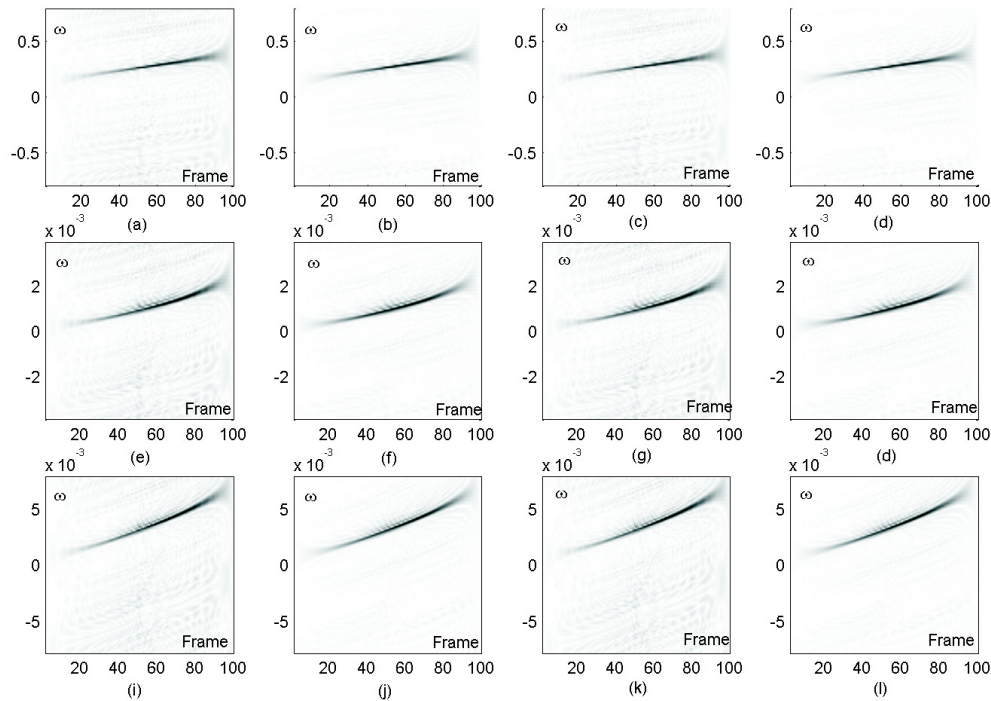 0.5 ω 0.5 ω 0.5 ω 0.5 ω
0 0 0 0
-0.5 -0.5 -0.5 -0.5
Frame Frame Frame Frame
20 40 60 80 100 20 40 60 80 100 20 40 60 80 100 20 40 60 80 100
(a) (b) (c) (d)
x 10 -3 x 10 -3 x 10 -3 x 10 -3
ω ω ω ω
2 2 2 2
0 0 0 0
-2 -2 -2 -2
Frame Frame Frame Frame
20 40 60 80 100 20 40 60 80 100 20 40 60 80 100 20 40 60 80 100
(e) (f) (g) (d)
x 10 -3 x 10 -3 x 10 -3 x 10 -3
5 ω 5 ω 5 ω 5 ω
0 0 0 0
-5 -5 -5 -5
Frame Frame Frame Frame
20 40 60 80 100 20 40 60 80 100 20 40 60 80 100 20 40 60 80 100
(i) (j) (k) (l)